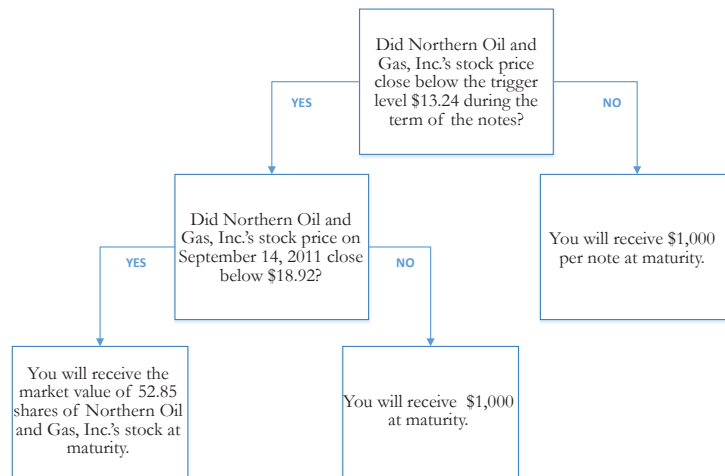 Did Northern Oil and
Gas, Inc.'s stock price
close below the trigger
level $13.24 during the
term of the notes?
YES
NO
Did Northern Oil and
Gas, Inc.'s stock price on
September 14, 2011 close
below $18.92?
You will receive $1,000
per note at maturity.
YES
NO
You will receive the
market value of 52.85
shares of Northern Oil
and Gas, Inc.'s stock at
maturity.
You will receive $1,000
at maturity.